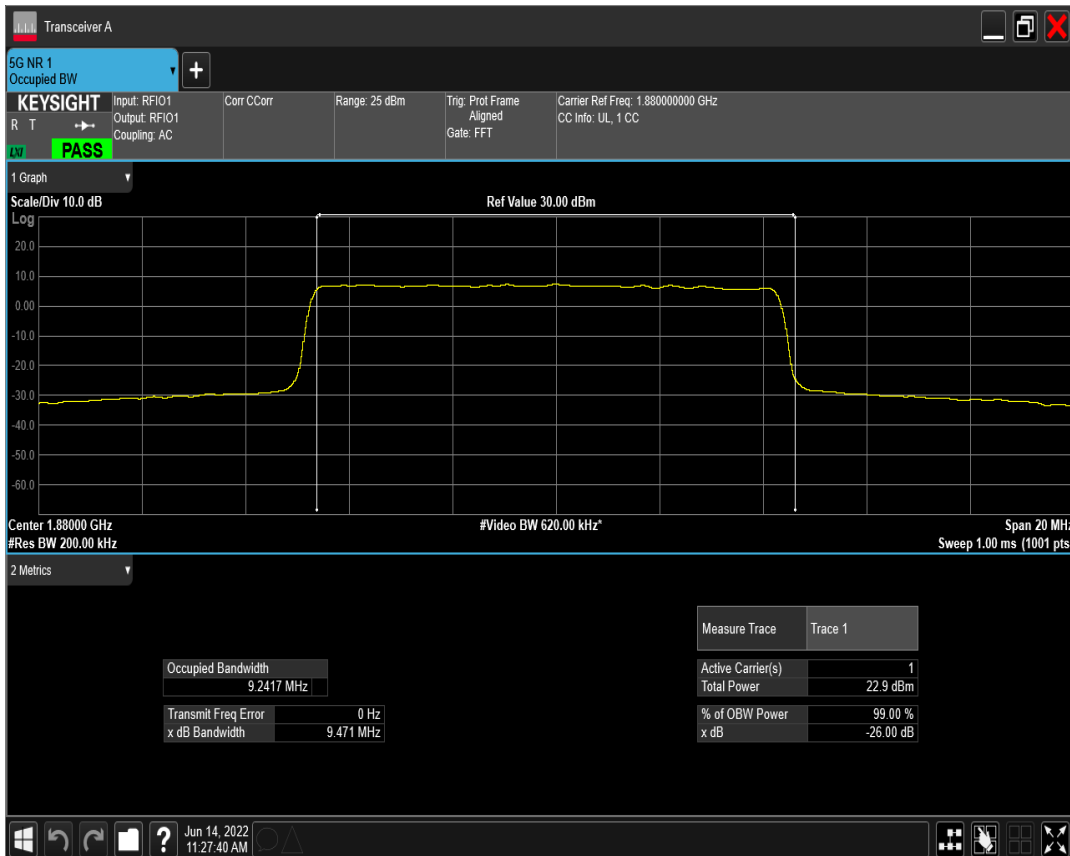 Transceiver A
5G NR 1
Occupied BW
KEYSIGHT
R T
LXI
PASS
Input: RFIO1
Output: RFIO1
Coupling: AC
Corr CCorr
Range: 25 dBm
Trig: Prot Frame
Aligned
Gate: FFT
Carrier Ref Freq: 1.880000000 GHz
CC Info: UL, 1 CC
1 Graph
Scale/Div 10.0 dB
Ref Value 30.00 dBm
Log
20.0
10.0
0.00
-10.0
-20.0
-30.0
-40.0
-50.0
-60.0
Center 1.88000 GHz
#Video BW 620.00 kHz*
Span 20 MHz
#Res BW 200.00 kHz
Sweep 1.00 ms (1001 pts
2 Metrics
Measure Trace Trace 1
Occupied Bandwidth
9.2417 MHz
Active Carrier(s) 1
Total Power 22.9 dBm
Transmit Freq Error 0 Hz
x dB Bandwidth 9.471 MHz
% of OBW Power 99.00 %
x dB -26.00 dB
?
Jun 14, 2022
11:27:40 AM